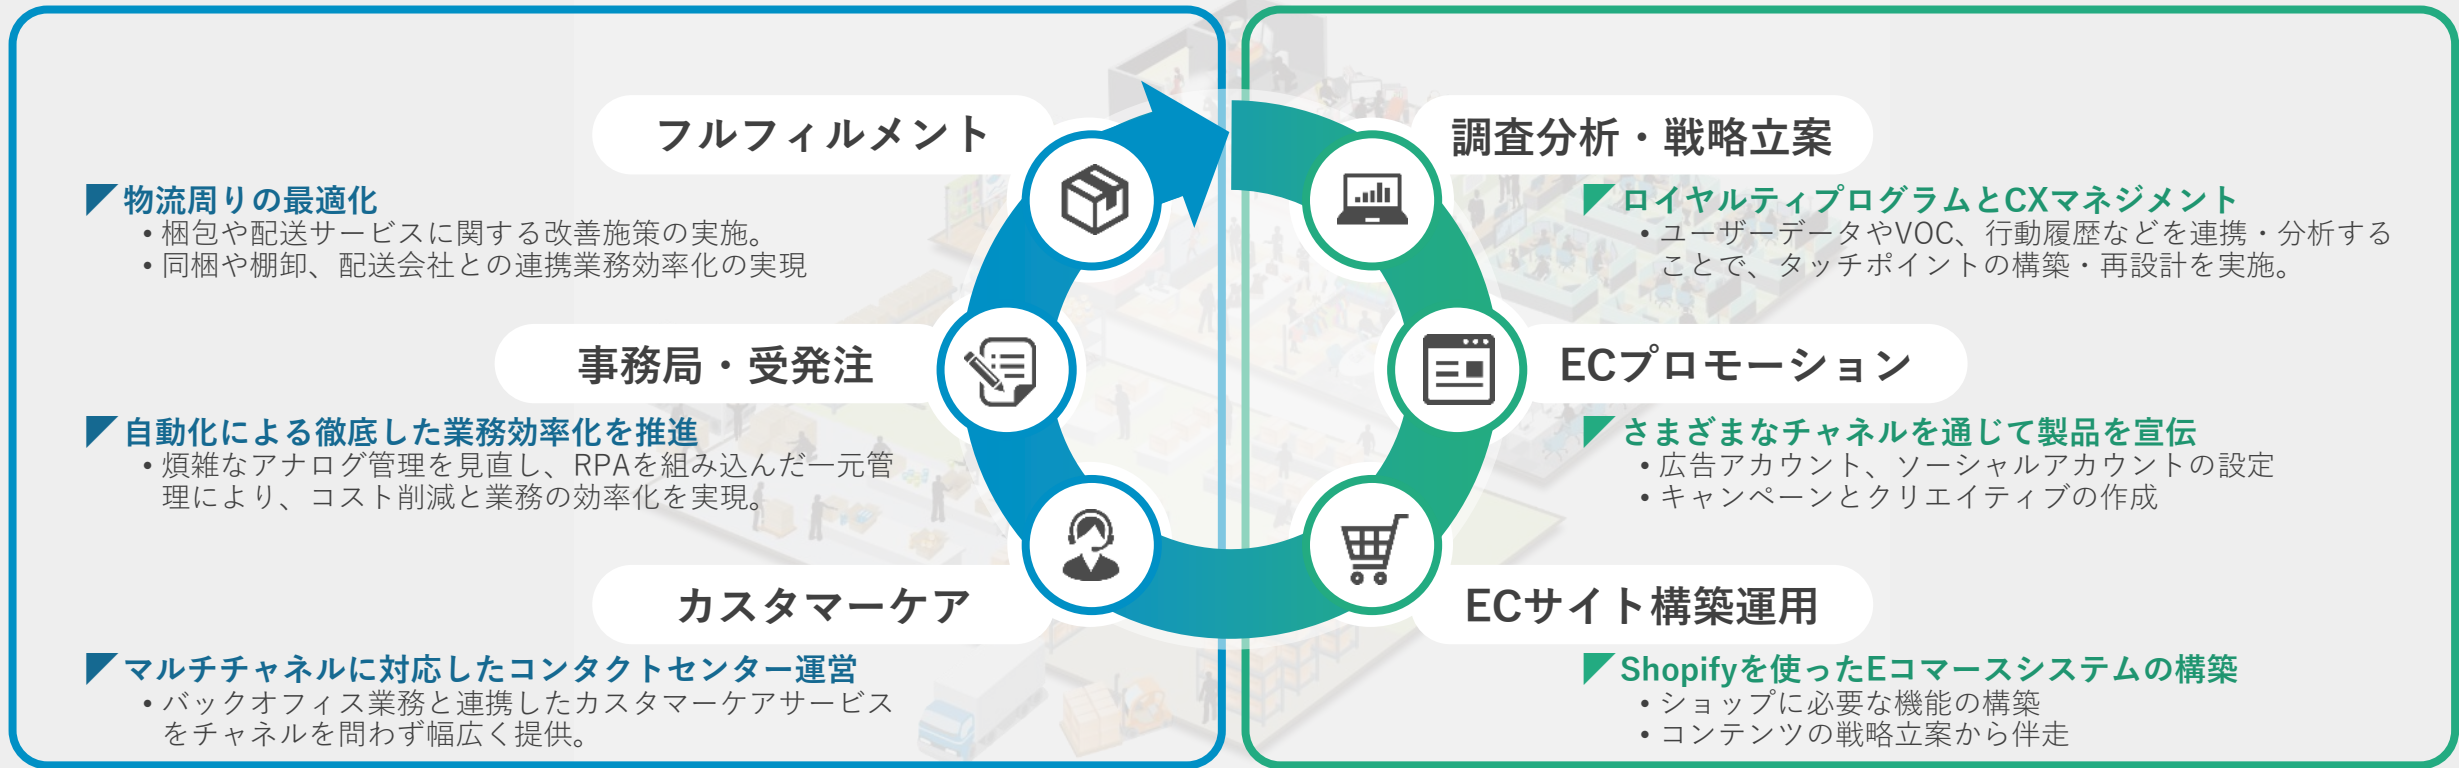 フルフィルメント
物流周りの最適化
• 梱包や配送サービスに関する改善施策の実施。
• 同梱や棚卸、配送会社との連携業務効率化の実現
事務局・受発注
自動化による徹底した業務効率化を推進
• 煩雑なアナログ管理を見直し、RPAを組み込んだ一元管
理により、コスト削減と業務の効率化を実現。
カスタマーケア
マルチチャネルに対応したコンタクトセンター運営
• バックオフィス業務と連携したカスタマーケアサービス
をチャネルを問わず幅広く提供。
調査分析・戦略立案
ロイヤルティプログラムとCXマネジメント
• ユーザーデータやVOC、行動履歴などを連携・分析する
ことで、タッチポイントの構築・再設計を実施。
ECプロモーション
さまざまなチャネルを通じて製品を宣伝
• 広告アカウント、ソーシャルアカウントの設定
• キャンペーンとクリエイティブの作成
ECサイト構築運用
Shopifyを使ったEコマースシステムの構築
• ショップに必要な機能の構築
• コンテンツの戦略立案から伴走